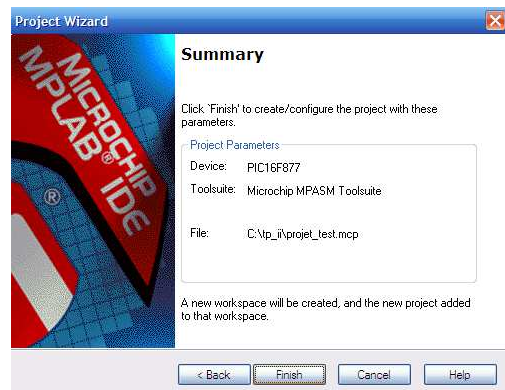 Project Wizard
MICROCHIP
MPLAB® IDE
®
Summary
Click `Finish' to create/configure the project with these
parameters.
Project Parameters
Device: PIC16F877
Toolsuite: Microchip MPASM Toolsuite
File: C:\tp_ii\projet_test.mcp
A new workspace will be created, and the new project added
to that workspace.
< Back Finish Cancel Help